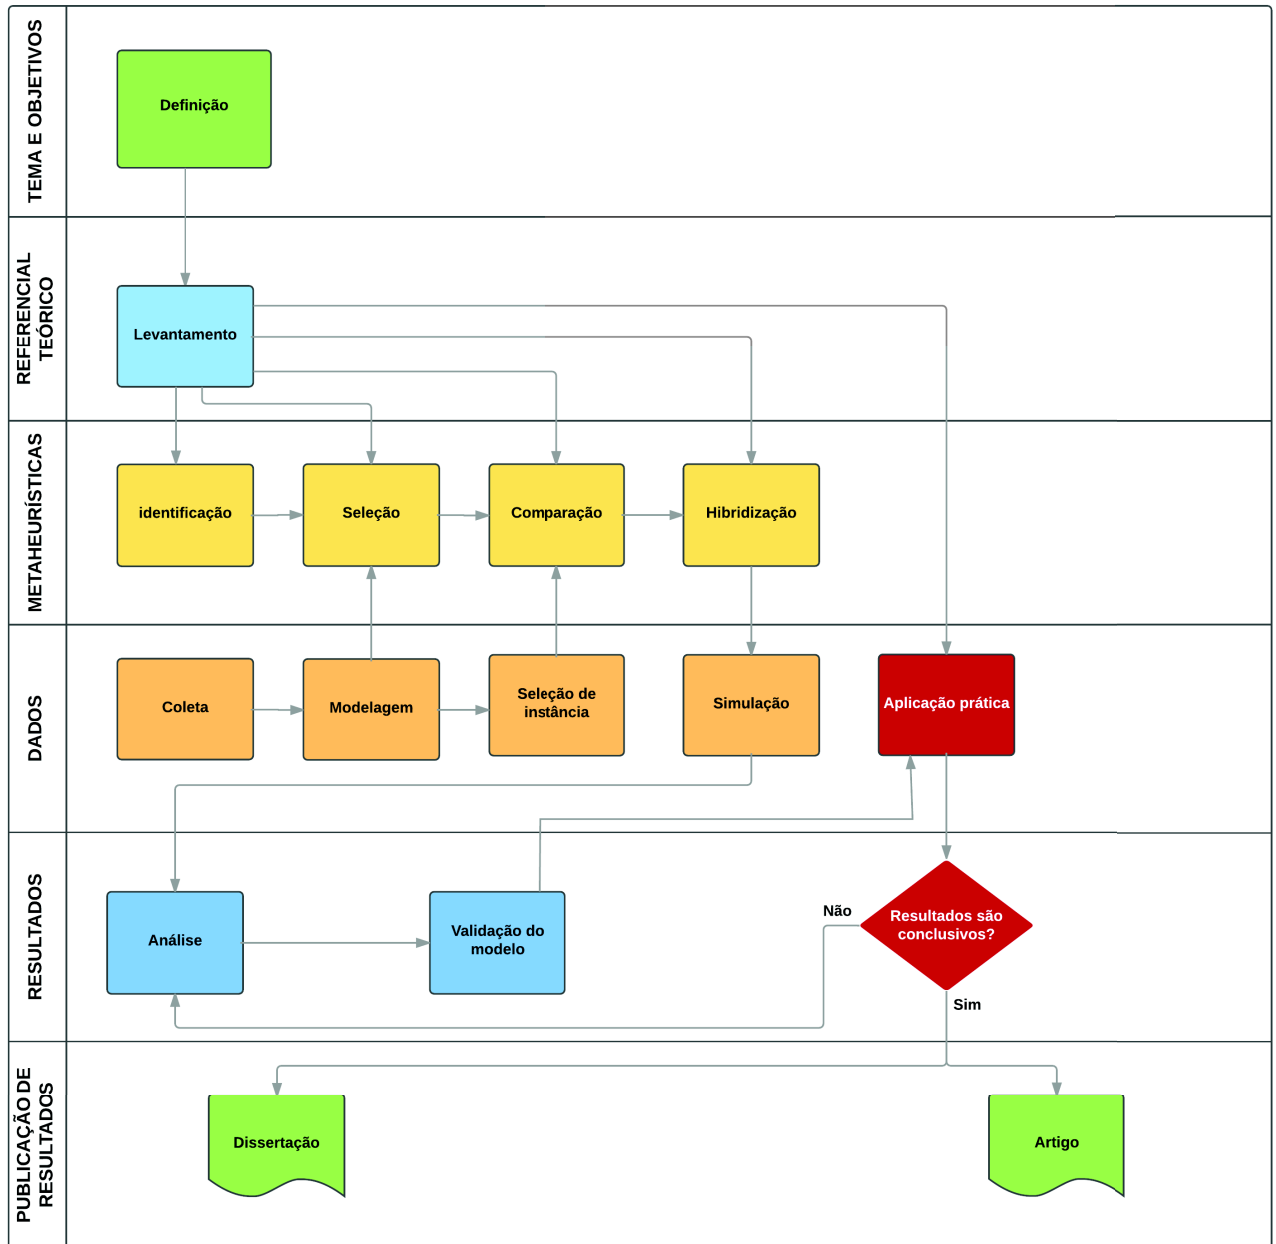 TEMA E OBJETIVOS
Definição
REFERENCIAL
TEÓRICO
Levantamento
METAHEURÍSTICAS
identificação
Seleção
Comparação
Hibridização
DADOS
Coleta
Modelagem
Seleção de
instância
Simulação
Aplicação prática
RESULTADOS
Análise
Validação do
modelo
Não
Resultados são
conclusivos?
Sim
PUBLICAÇÃO DE
RESULTADOS
Dissertação
Artigo